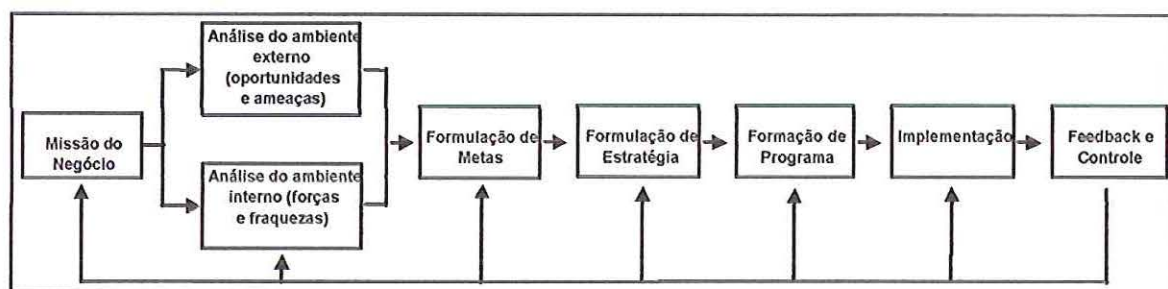 Missão do
Negócio
Análise do ambiente
externo
(oportunidades
e ameaças)
Análise do ambiente
interno (forças
e fraquezas)
Formulação de
Metas
Formulação de
Estratégia
Formação de
Programa
Implementação
Feedback e
Controle